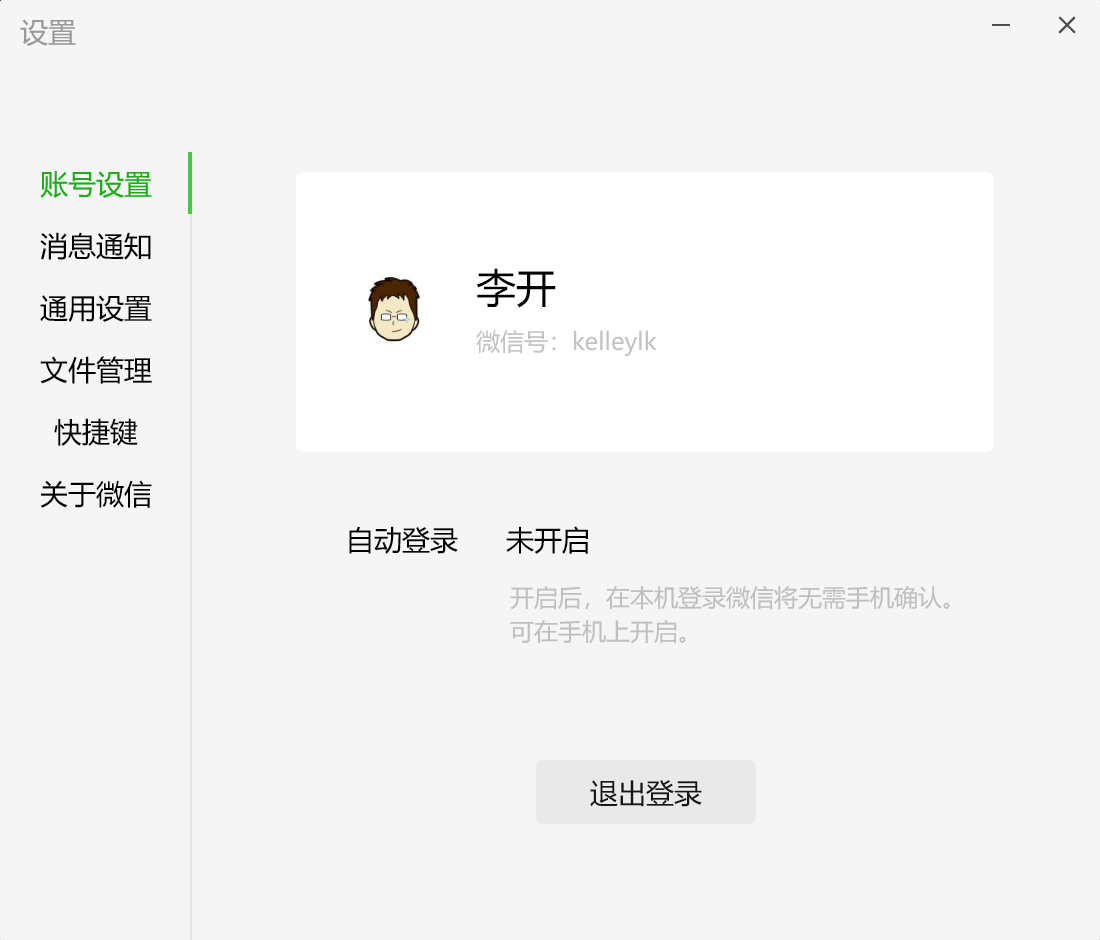 设置
账号设置
消息通知
通用设置
文件管理
快捷键
关于微信
李开
微信号：kelleylk
自动登录
未开启
开启后，在本机登录微信将无需手机确认。
可在手机上开启。
退出登录